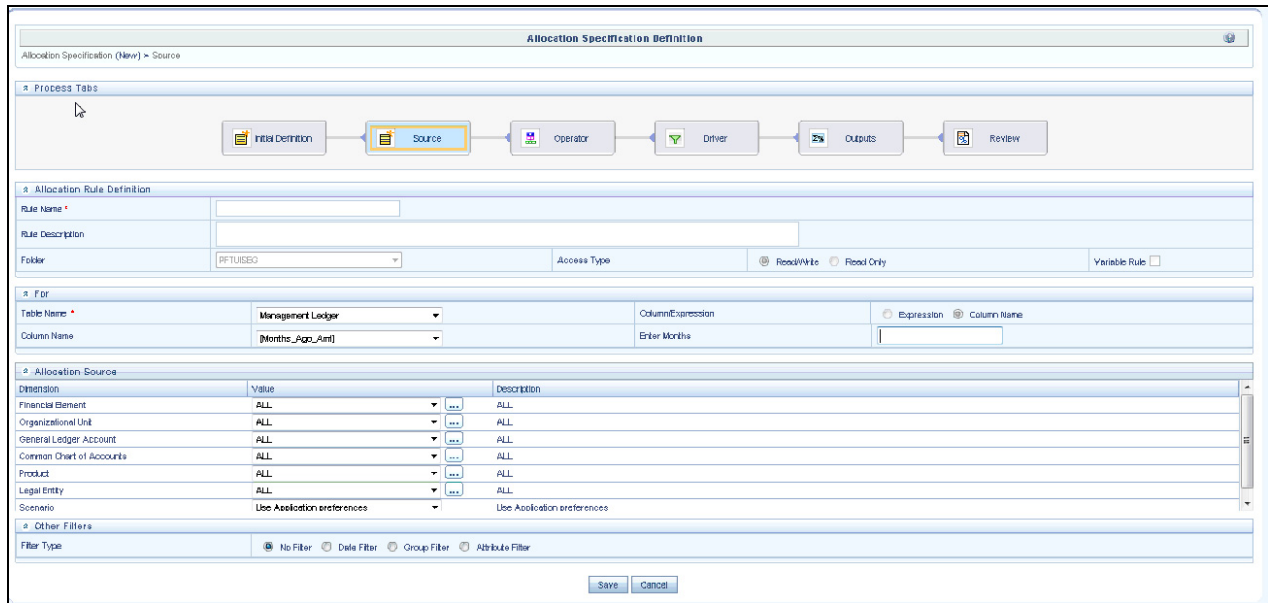 Allocation Specification Definition
Allocation Specification (New) > Source
Process Tabs
Initial Definition
Source
Operator
Driver
Outputs
Review
Allocation Rule Definition
Rule Name *
Rule Description
Folder PFTUISEG Access Type Read/Write Read Only Variable Rule
For
Table Name * Management Ledger Column/Expression Expression Column Name
Column Name [Months_Ago_Amt] Enter Months
Allocation Source
Dimension Value Description
Financial Element ALL ... ALL
Organizational Unit ALL ... ALL
General Ledger Account ALL ... ALL
Common Chart of Accounts ALL ... ALL
Product ALL ... ALL
Legal Entity ALL ... ALL
Scenario Use Application preferences Use Application preferences
Other Filters
Filter Type No Filter Date Filter Group Filter Attribute Filter
Save Cancel